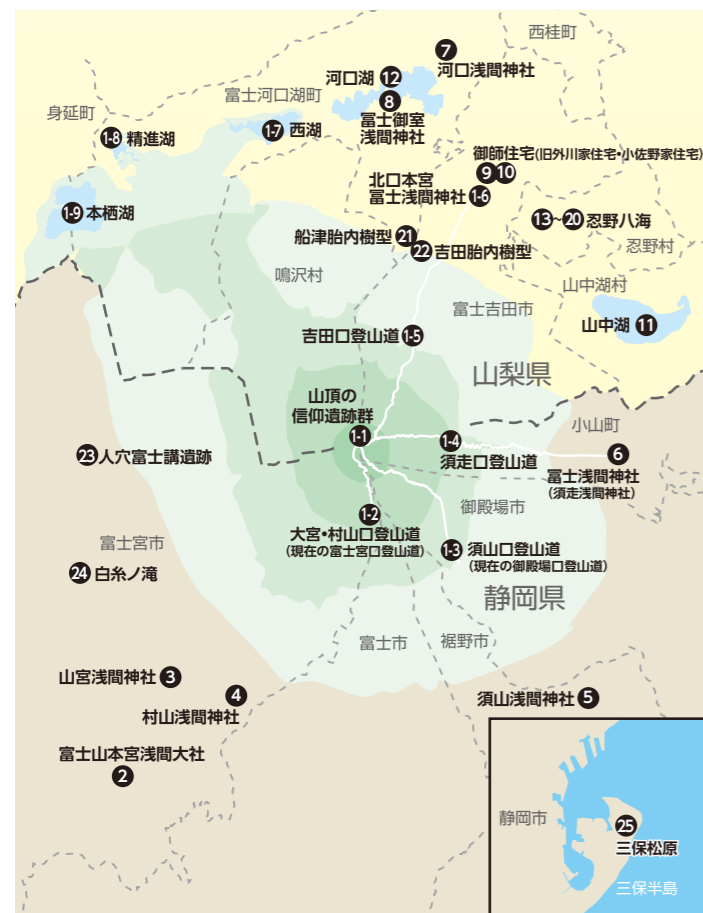 西桂町
7
河口浅間神社
河口湖 12
8
冨士御室
浅間神社
富士河口湖町
身延町
1-8 精進湖
1-7 西湖
御師住宅(旧外川家住宅・小佐野家住宅)
9 10
北口本宮
冨士浅間神社 1-6
1-9 本栖湖
13~20 忍野八海
忍野村
船津胎内樹型 21
22 吉田胎内樹型
鳴沢村
山中湖村
富士吉田市
山中湖 11
吉田口登山道 1-5
山梨県
山頂の
信仰遺跡群
1-1
小山町
1-4
須走口登山道
6
冨士浅間神社
(須走浅間神社)
23 人穴富士講遺跡
御殿場市
1-2
大宮・村山口登山道
(現在の富士宮口登山道)
1-3 須山口登山道
(現在の御殿場口登山道)
富士宮市
24 白糸ノ滝
静岡県
富士市
裾野市
山宮浅間神社 3
4
村山浅間神社
須山浅間神社 5
富士山本宮浅間大社
2
静岡市
25
三保松原
三保半島